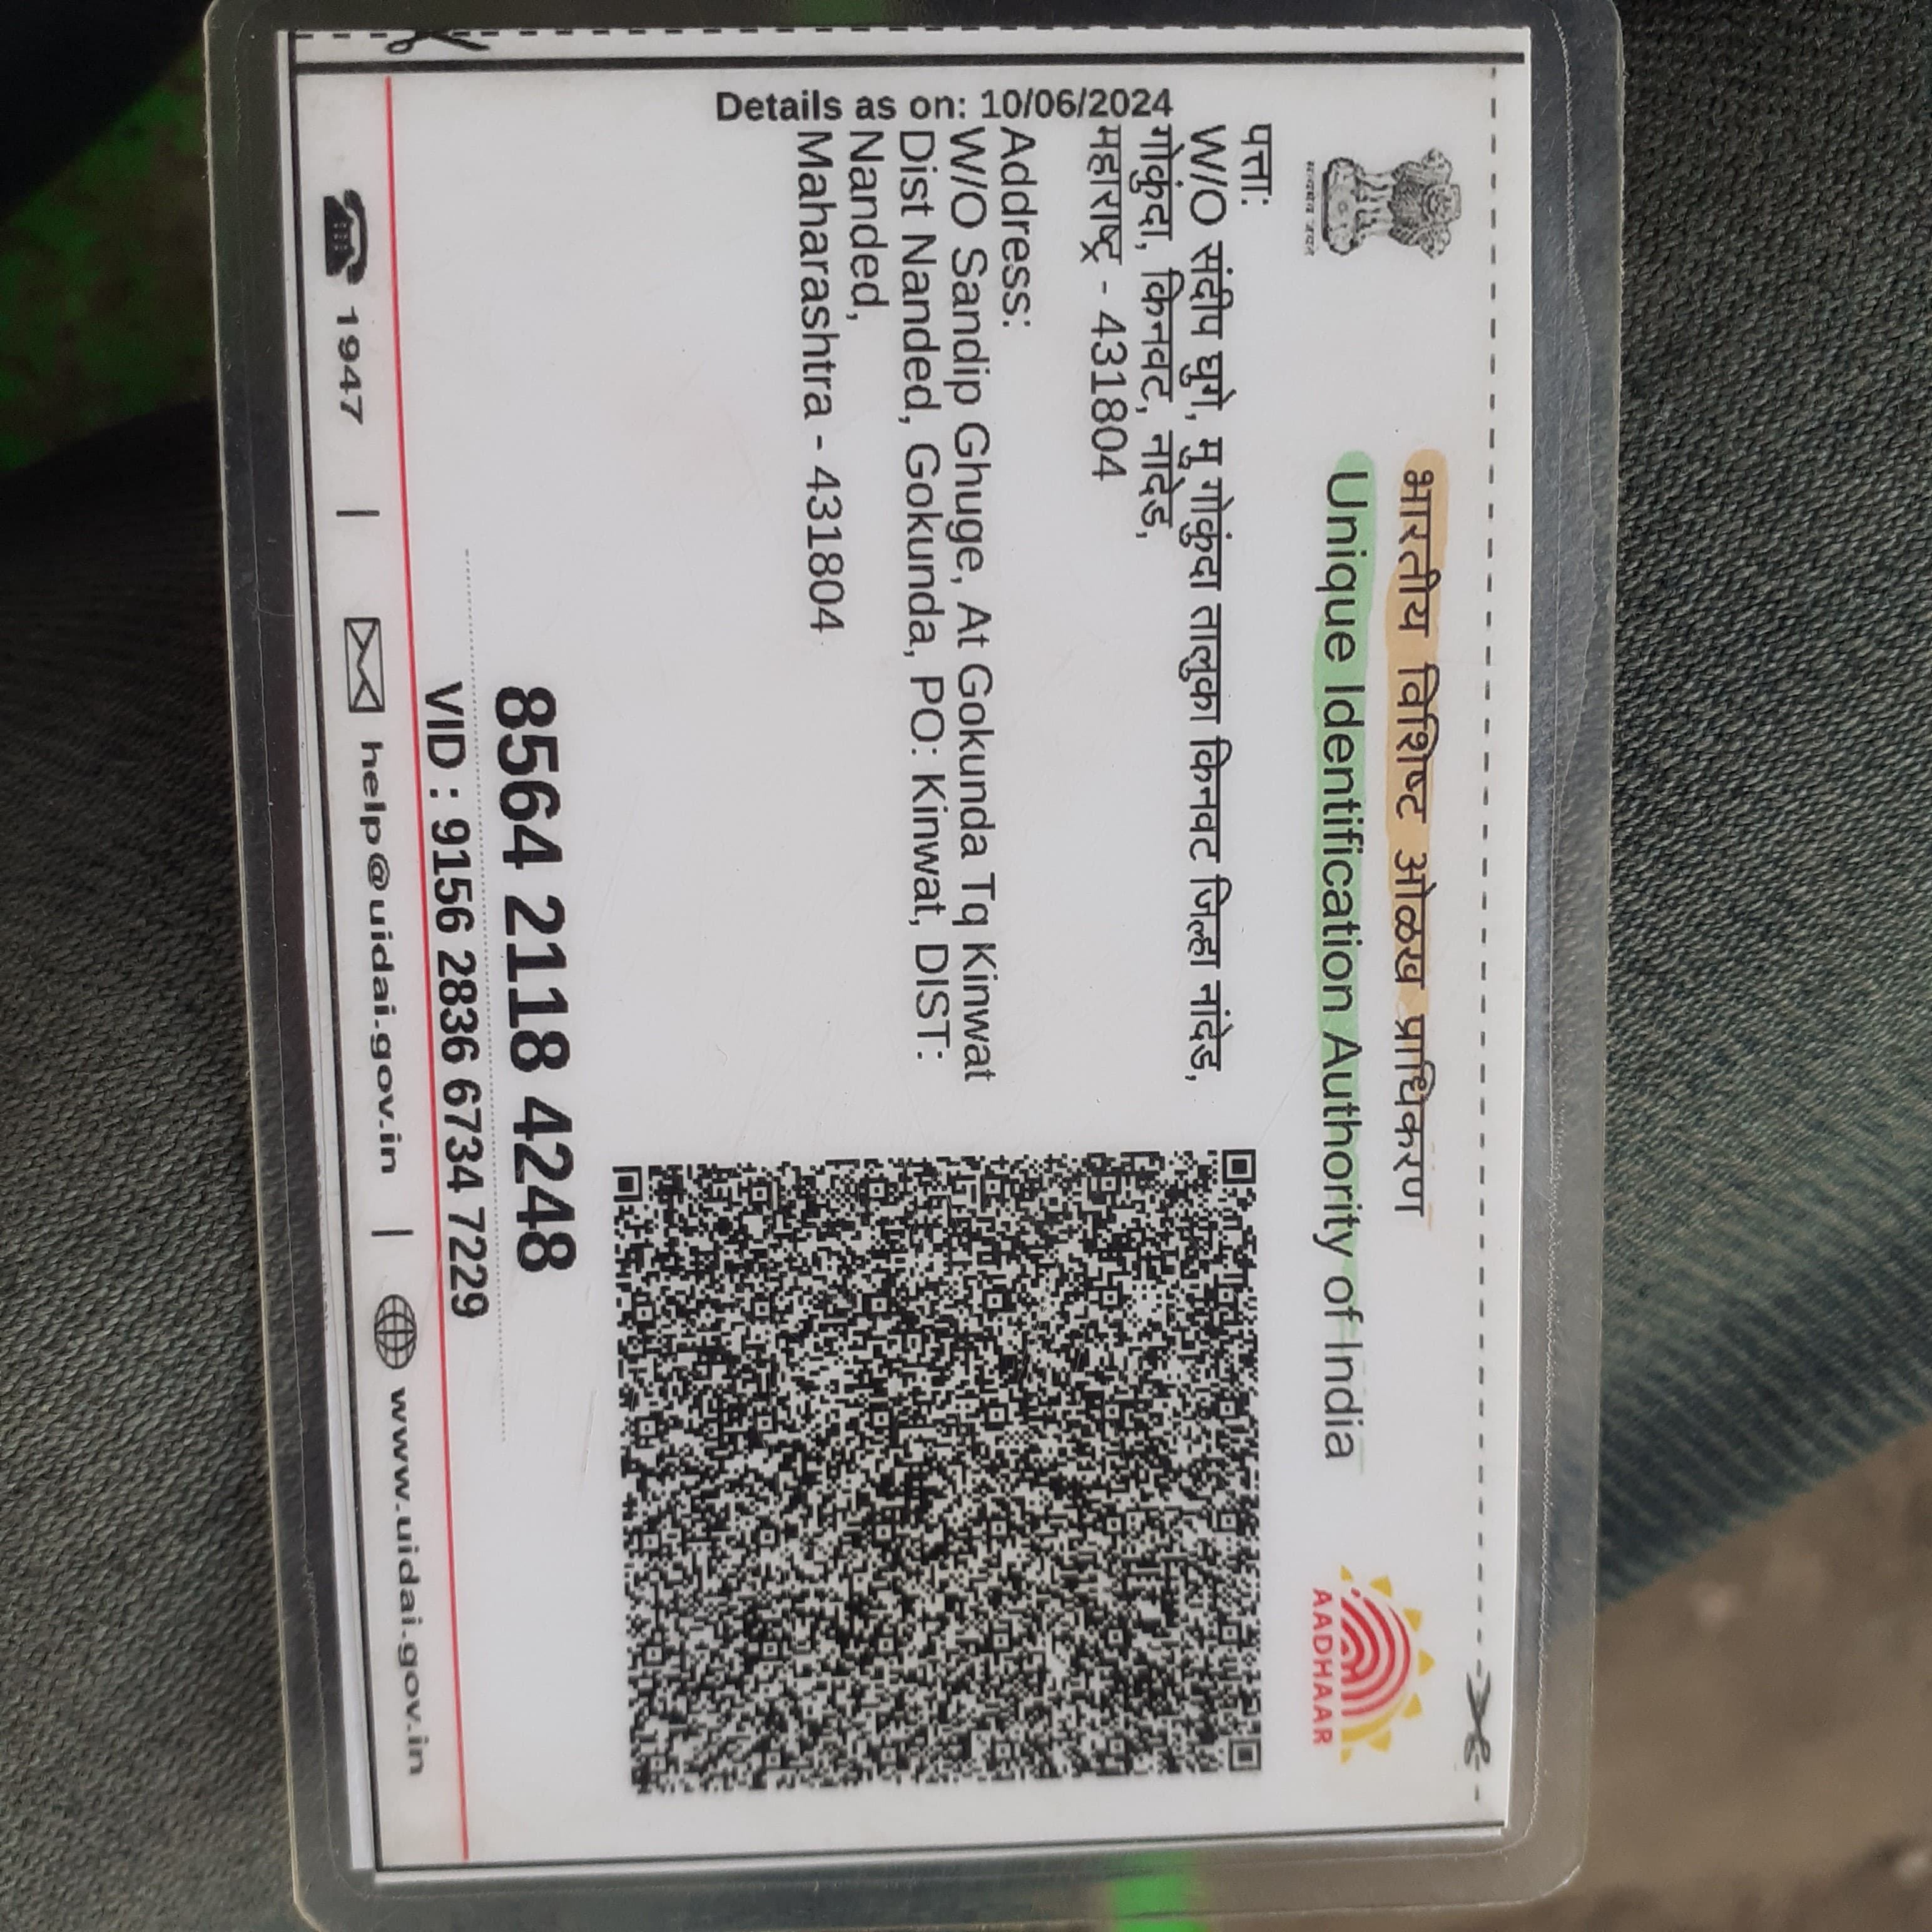 भारतीय विशिष्ट ओळख प्राधिकरण
Unique Identification Authority of India
AADHAAR
Details as on: 10/06/2024
पत्ता:
W/O संदीप घुगे, मु गोकुंदा तालुका किनवट जिल्हा नांदेड,
गोकुंदा, किनवट, नांदेड,
महाराष्ट्र - 431804
Address:
W/O Sandip Ghuge, At Gokunda Tq Kinwat
Dist Nanded, Gokunda, PO: Kinwat, DIST:
Nanded,
Maharashtra - 431804
8564 2118 4248
VID : 9156 2836 6734 7229
1947 | help@uidai.gov.in | www.uidai.gov.in